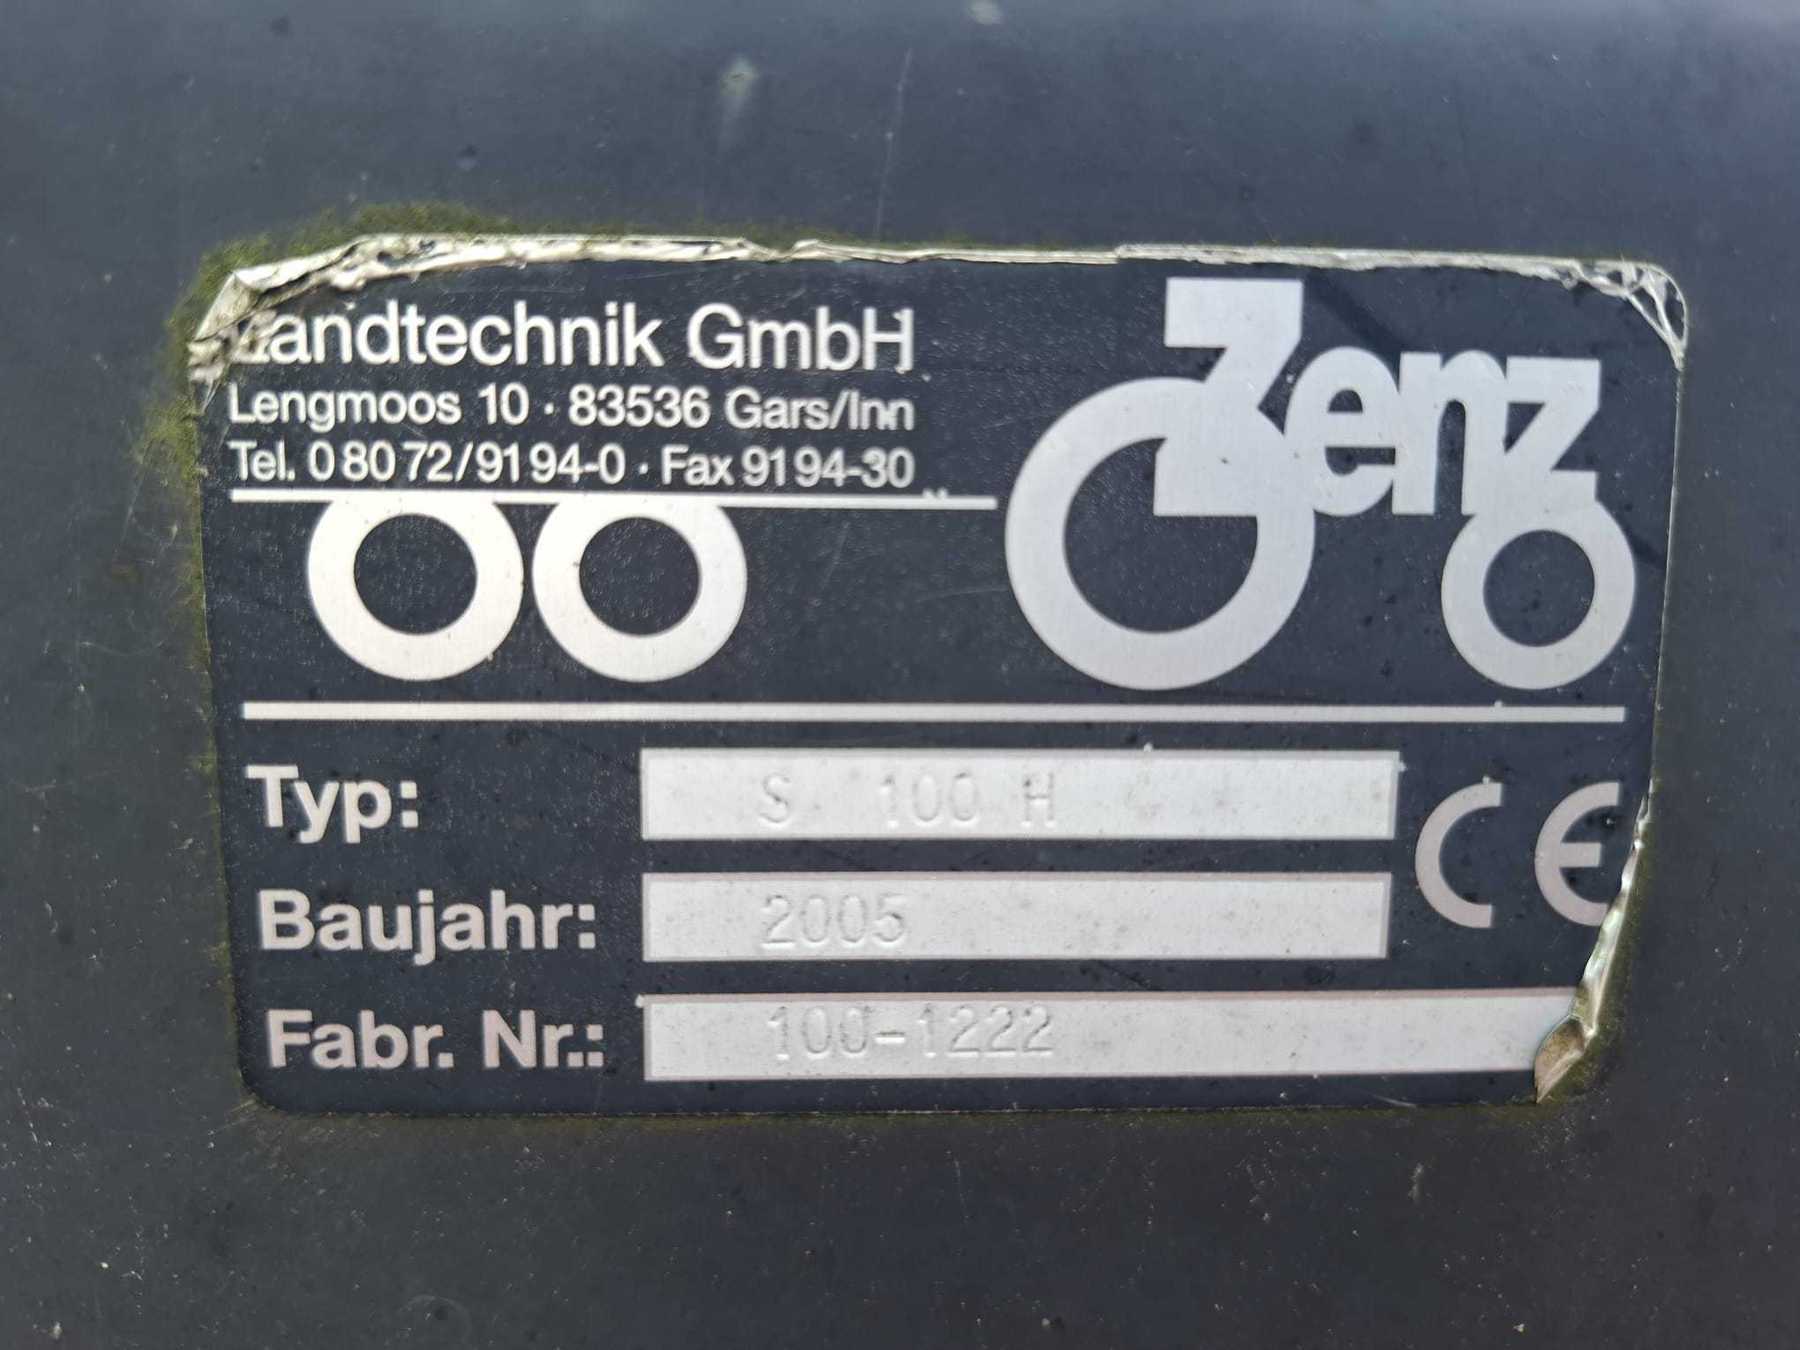 Landtechnik GmbH
Lengmoos 10 · 83536 Gars/Inn
Tel. 0 80 72/91 94-0 · Fax 91 94-30
Zenz
Typ: S 100 H
CE
Baujahr: 2005
Fabr. Nr.: 100-1222